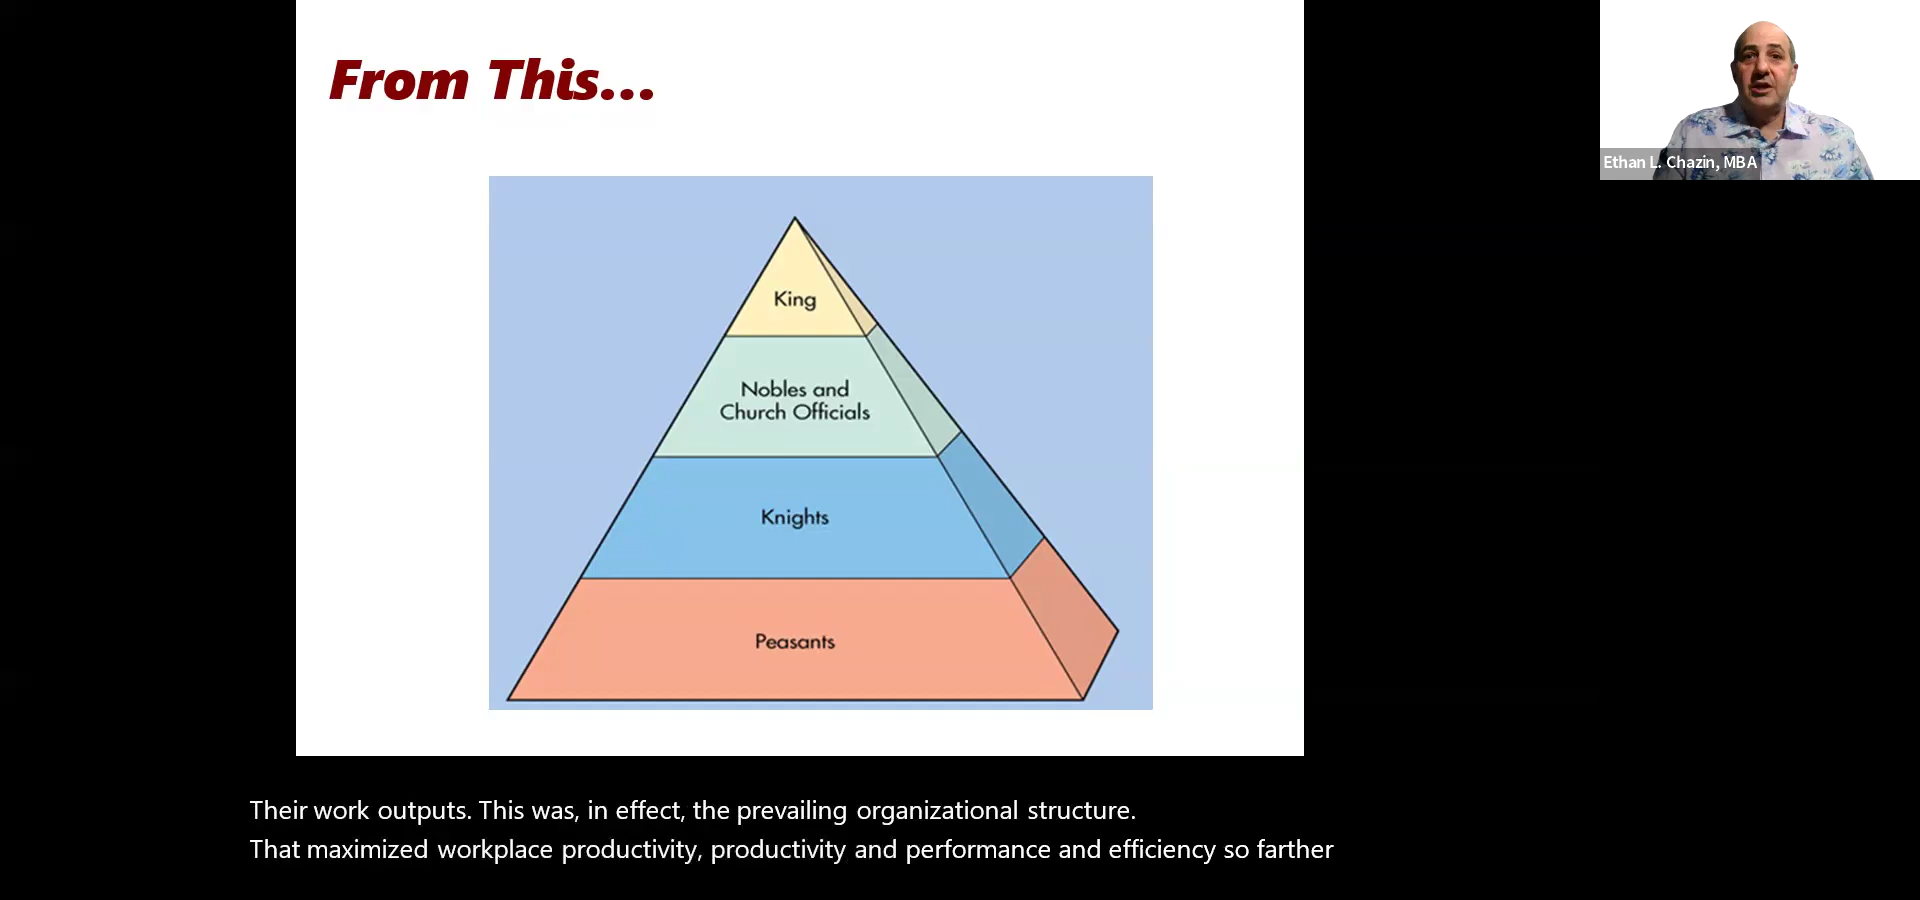 From This...
Ethan L. Chazin, MBA
King
Nobles and
Church Officials
Knights
Peasants
Their work outputs. This was, in effect, the prevailing organizational structure.
That maximized workplace productivity, productivity and performance and efficiency so farther